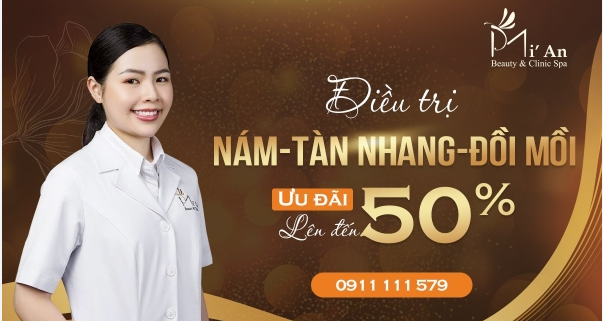 Mi' An
Beauty & Clinic Spa
Điều trị
NÁM-TÀN NHANG-ĐỒI MỒI
ƯU ĐÃI
Lên đến
50%
0911 111 579